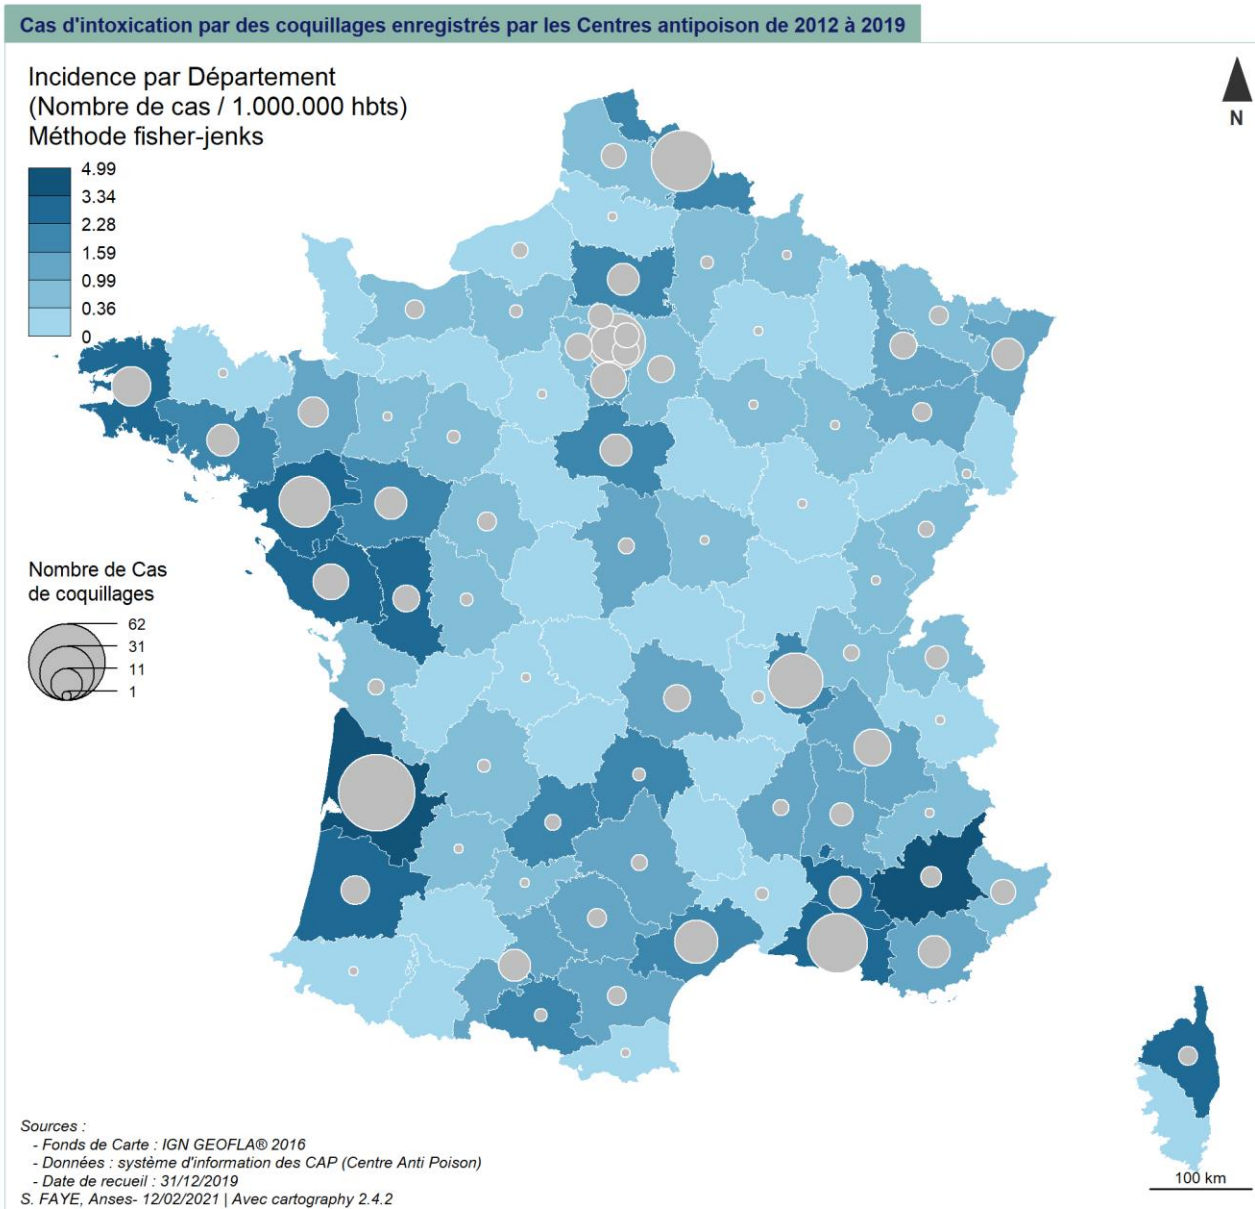 Cas d'intoxication par des coquillages enregistrés par les Centres antipoison de 2012 à 2019
Incidence par Département
(Nombre de cas / 1.000.000 hbts)
Méthode fisher-jenks
4.99
3.34
2.28
1.59
0.99
0.36
0
N
Nombre de Cas
de coquillages
62
31
11
1
Sources :
- Fonds de Carte : IGN GEOFLA® 2016
- Données : système d'information des CAP (Centre Anti Poison)
- Date de recueil : 31/12/2019
S. FAYE, Anses- 12/02/2021 | Avec cartography 2.4.2
100 km